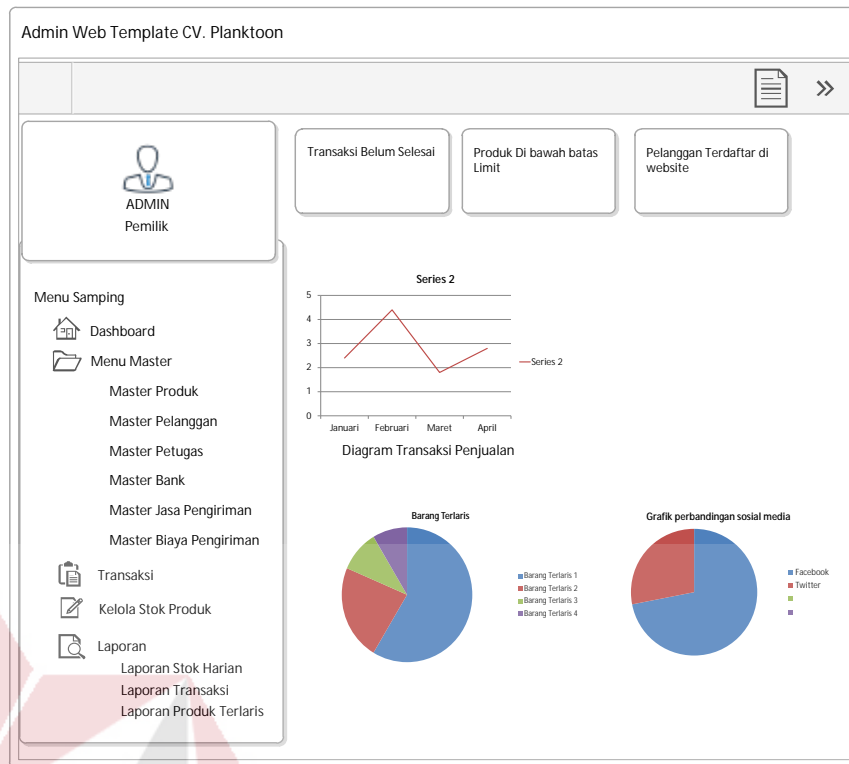 Admin Web Template CV. Planktoon
ADMIN
Pemilik
Transaksi Belum Selesai
Produk Di bawah batas
Limit
Pelanggan Terdaftar di
website
Menu Samping
Dashboard
Menu Master
Master Produk
Master Pelanggan
Master Petugas
Master Bank
Master Jasa Pengiriman
Master Biaya Pengiriman
Transaksi
Kelola Stok Produk
Laporan
Laporan Stok Harian
Laporan Transaksi
Laporan Produk Terlaris
Series 2
5
4
3
2
1
0
Januari Februari Maret April
Series 2
Diagram Transaksi Penjualan
Barang Terlaris
Barang Terlaris 1
Barang Terlaris 2
Barang Terlaris 3
Barang Terlaris 4
Grafik perbandingan sosial media
Facebook
Twitter